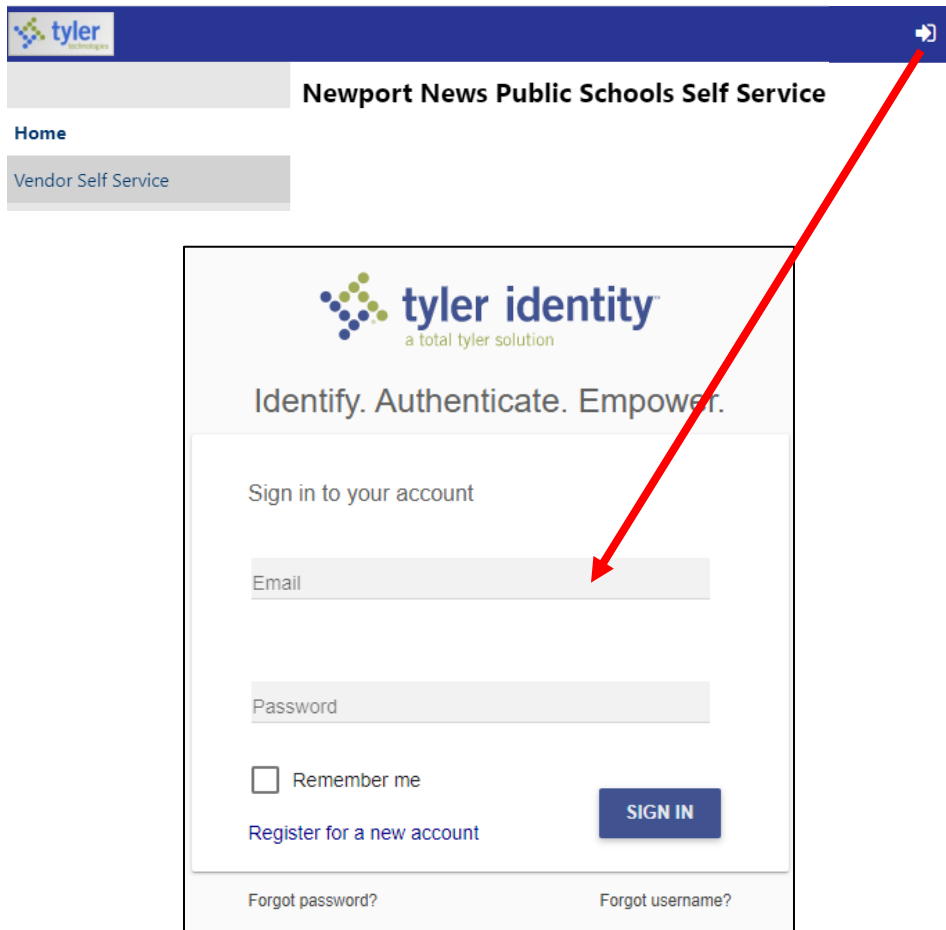 tyler
technologies
Newport News Public Schools Self Service
Home
Vendor Self Service
tyler identity™
a total tyler solution
Identify. Authenticate. Empower.
Sign in to your account
Email
Password
Remember me
SIGN IN
Register for a new account
Forgot password?
Forgot username?